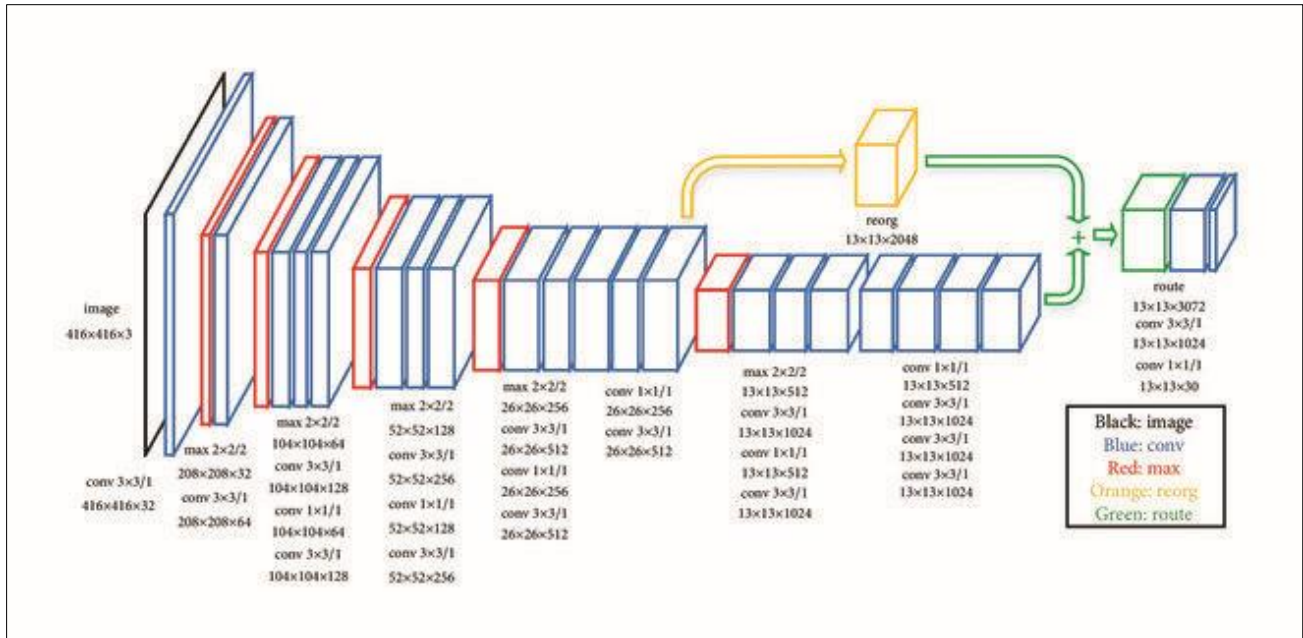 image
416×416×3
conv 3×3/1
416×416×32
max 2×2/2
208×208×32
conv 3×3/1
208×208×64
max 2×2/2
104×104×64
conv 3×3/1
104×104×128
conv 1×1/1
104×104×64
conv 3×3/1
104×104×128
max 2×2/2
52×52×128
conv 3×3/1
52×52×256
conv 1×1/1
52×52×128
conv 3×3/1
52×52×256
max 2×2/2
26×26×256
conv 3×3/1
26×26×512
conv 1×1/1
26×26×256
conv 3×3/1
26×26×512
conv 1×1/1
26×26×256
conv 3×3/1
26×26×512
reorg
13×13×2048
max 2×2/2
13×13×512
conv 3×3/1
13×13×1024
conv 1×1/1
13×13×512
conv 3×3/1
13×13×1024
conv 1×1/1
13×13×512
conv 3×3/1
13×13×1024
conv 3×3/1
13×13×1024
conv 3×3/1
13×13×1024
+
route
13×13×3072
conv 3×3/1
13×13×1024
conv 1×1/1
13×13×30
Black: image
Blue: conv
Red: max
Orange: reorg
Green: route